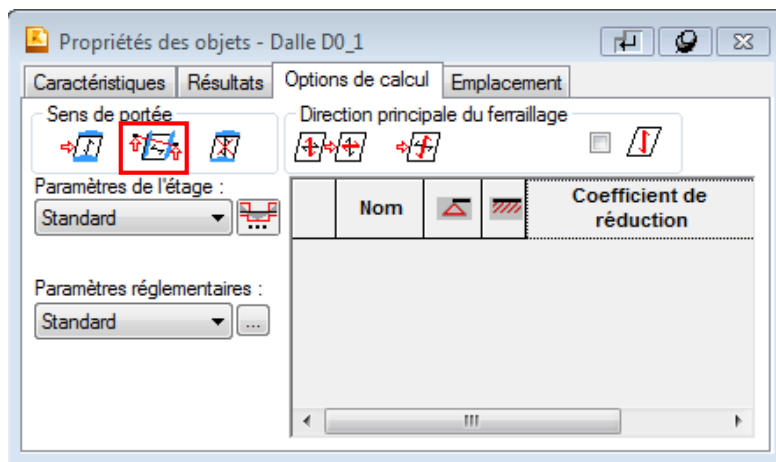 Propriétés des objets - Dalle D0_1
Caractéristiques Résultats Options de calcul Emplacement
Sens de portée Direction principale du ferraillage
Paramètres de l'étage :
Standard
Nom Coefficient de
réduction
Paramètres réglementaires :
Standard ...